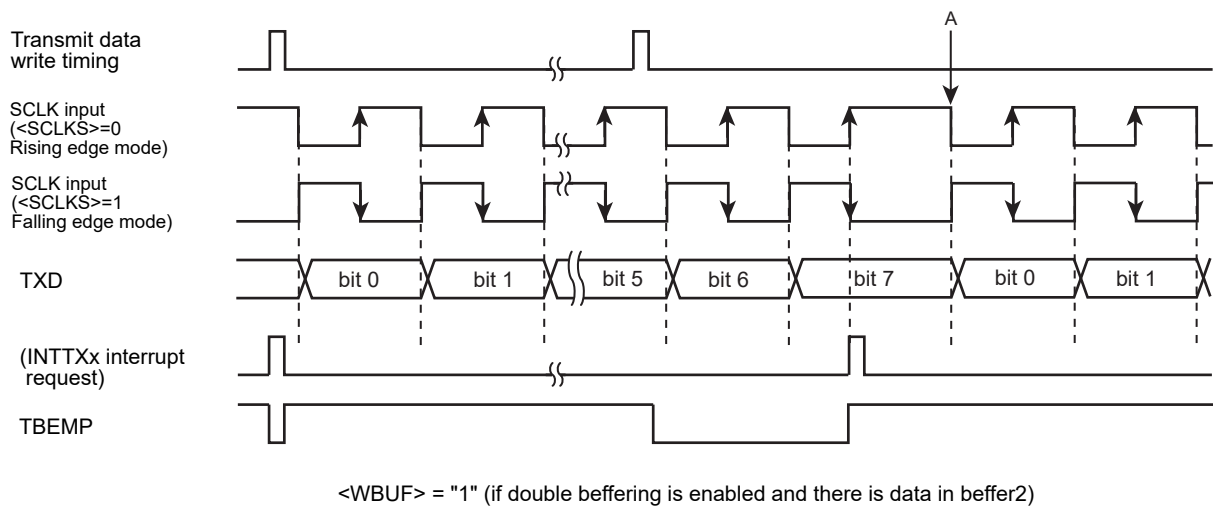 A
Transmit data
write timing
SCLK input
(<SCLKS>=0
Rising edge mode)
SCLK input
(<SCLKS>=1
Falling edge mode)
TXD
bit 0
bit 1
bit 5
bit 6
bit 7
bit 0
bit 1
(INTTXx interrupt
request)
TBEMP
<WBUF> = "1" (if double beffering is enabled and there is data in beffer2)